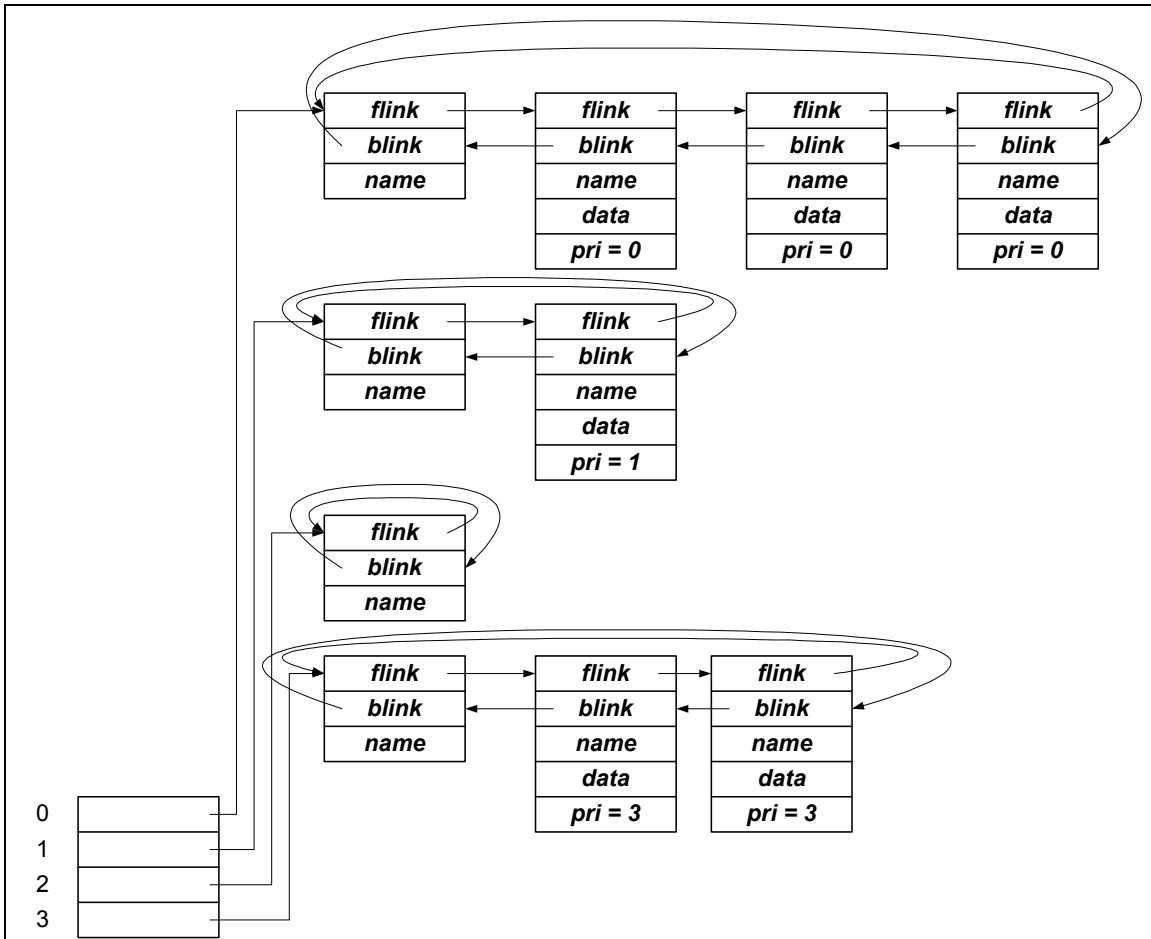 flink flink flink flink
blink blink blink blink
name name name name
data data data
pri = 0 pri = 0 pri = 0
flink flink
blink blink
name name
data
pri = 1
flink
blink
name
flink flink flink
blink blink blink
name name name
data data
pri = 3 pri = 3
0
1
2
3